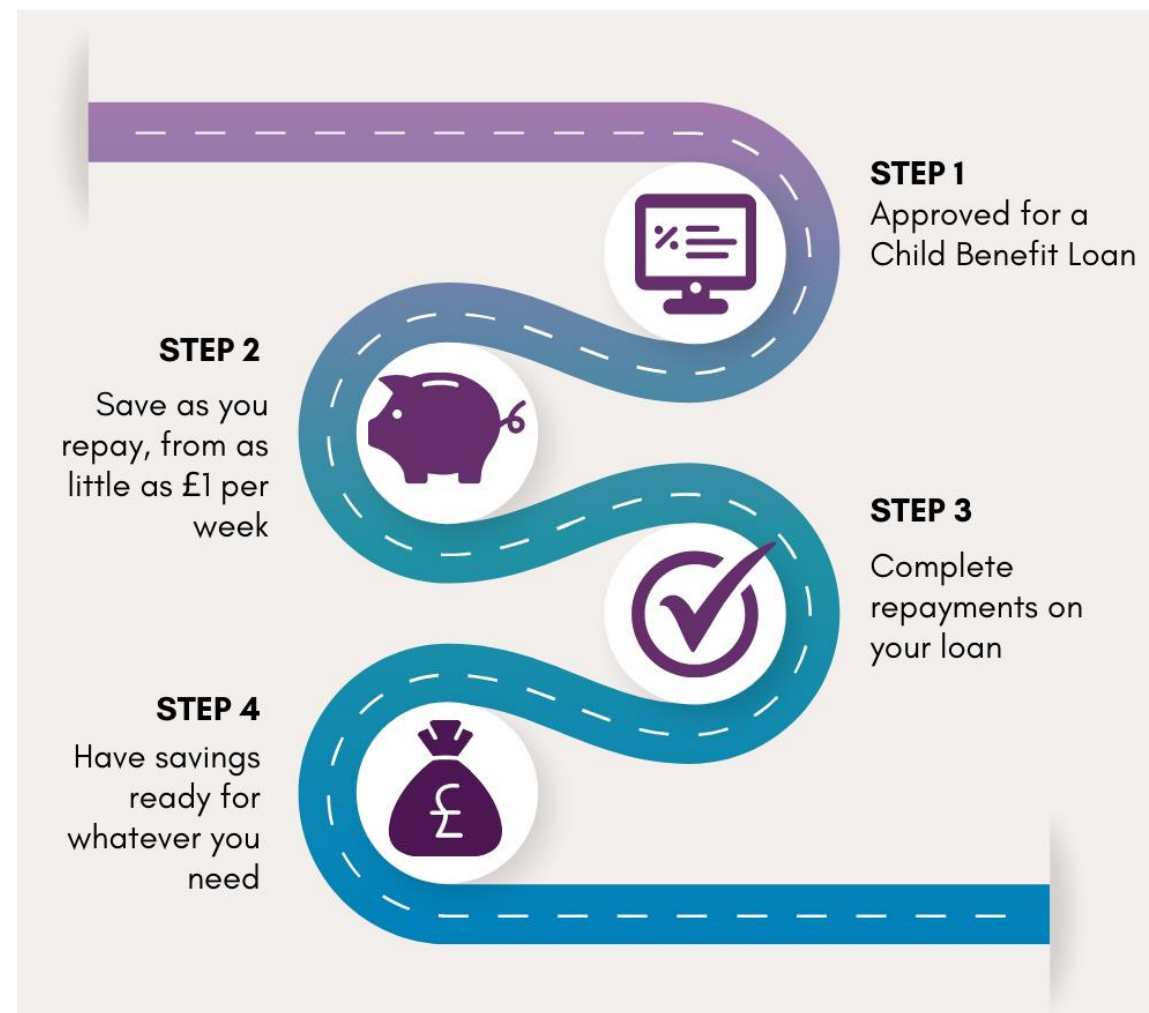 STEP 1
Approved for a
Child Benefit Loan
STEP 2
Save as you
repay, from as
little as £1 per
week
STEP 3
Complete
repayments on
your loan
STEP 4
Have savings
ready for
whatever you
need
£